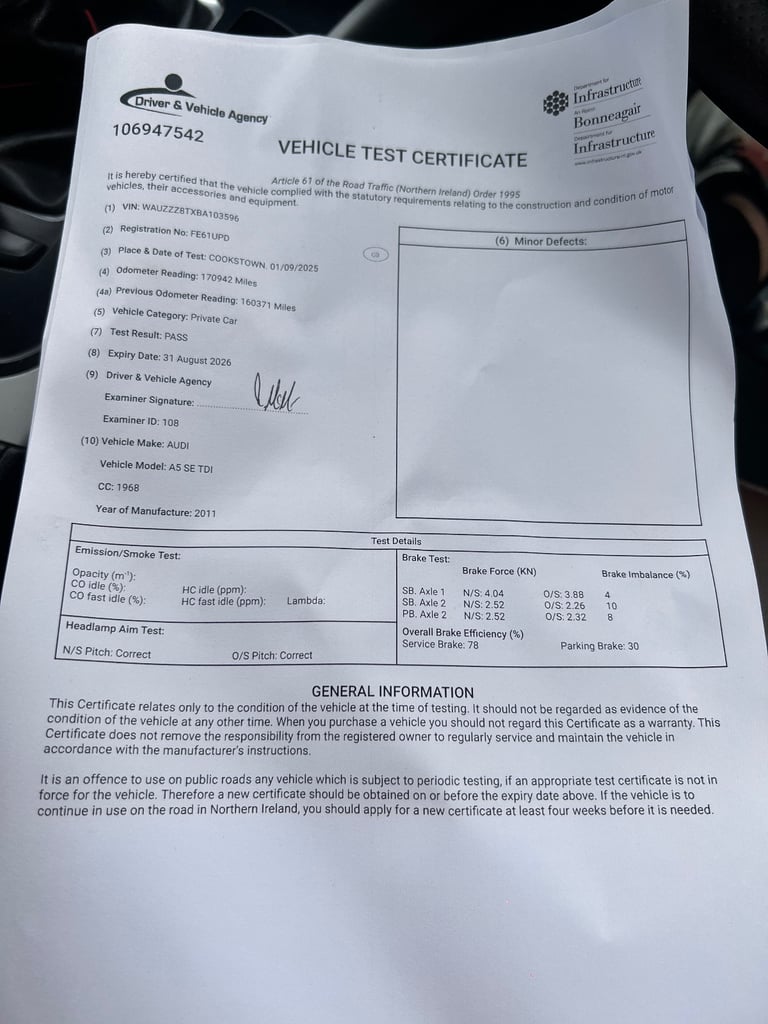 Driver & Vehicle Agency
106947542
Department for
Infrastructure
An Roinn
Bonneagair
Depairtment for
Infrastructure
www.infrastructure-ni.gov.uk
VEHICLE TEST CERTIFICATE
Article 61 of the Road Traffic (Northern Ireland) Order 1995
It is hereby certified that the vehicle complied with the statutory requirements relating to the construction and condition of motor
vehicles, their accessories and equipment.
(1) VIN: WAUZZZ8TXBA103596
(2) Registration No: FE61UPD
(3) Place & Date of Test: COOKSTOWN, 01/09/2025
(4) Odometer Reading: 170942 Miles
(4a) Previous Odometer Reading: 160371 Miles
(5) Vehicle Category: Private Car
(7) Test Result: PASS
(8) Expiry Date: 31 August 2026
(9) Driver & Vehicle Agency
Examiner Signature:
Examiner ID: 108
(10) Vehicle Make: AUDI
Vehicle Model: A5 SE TDI
CC: 1968
Year of Manufacture: 2011
(6) Minor Defects:
Test Details
Emission/Smoke Test:
Opacity (m⁻¹):
CO idle (%): HC idle (ppm):
CO fast idle (%): HC fast idle (ppm): Lambda:
Headlamp Aim Test:
N/S Pitch: Correct O/S Pitch: Correct
Brake Test:
Brake Force (KN) Brake Imbalance (%)
SB. Axle 1 N/S: 4.04 O/S: 3.88 4
SB. Axle 2 N/S: 2.52 O/S: 2.26 10
PB. Axle 2 N/S: 2.52 O/S: 2.32 8
Overall Brake Efficiency (%)
Service Brake: 78 Parking Brake: 30
GENERAL INFORMATION
This Certificate relates only to the condition of the vehicle at the time of testing. It should not be regarded as evidence of the
condition of the vehicle at any other time. When you purchase a vehicle you should not regard this Certificate as a warranty. This
Certificate does not remove the responsibility from the registered owner to regularly service and maintain the vehicle in
accordance with the manufacturer's instructions.
It is an offence to use on public roads any vehicle which is subject to periodic testing, if an appropriate test certificate is not in
force for the vehicle. Therefore a new certificate should be obtained on or before the expiry date above. If the vehicle is to
continue in use on the road in Northern Ireland, you should apply for a new certificate at least four weeks before it is needed.